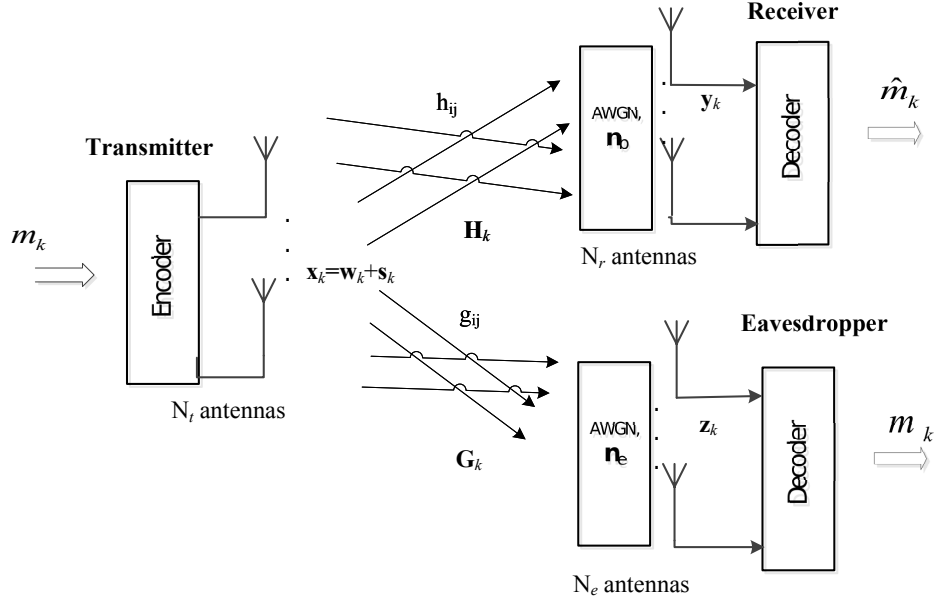 Receiver
h_ij
AWGN,
n_b
y_k
Decoder
m̂_k
Transmitter
m_k
Encoder
H_k
N_r antennas
x_k=w_k+s_k
g_ij
Eavesdropper
N_t antennas
AWGN,
n_e
z_k
Decoder
m_k
G_k
N_e antennas